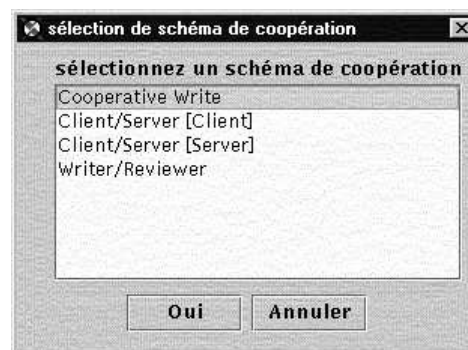 sélection de schéma de coopération
sélectionnez un schéma de coopération
Cooperative Write
Client/Server [Client]
Client/Server [Server]
Writer/Reviewer
Oui Annuler